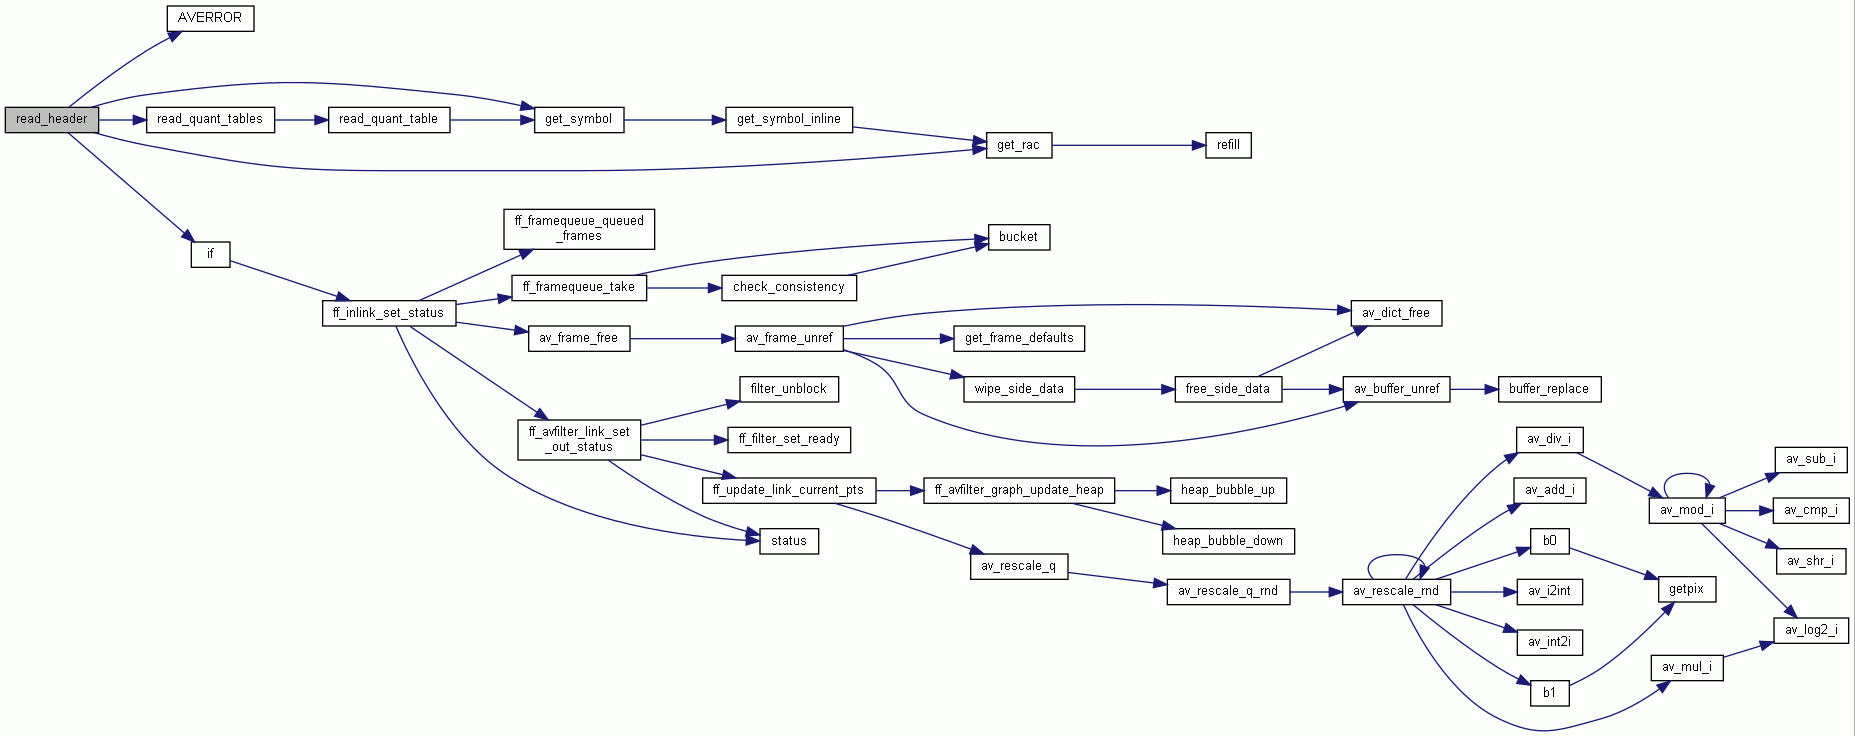 AVERROR
read_header
read_quant_tables
read_quant_table
get_symbol
get_symbol_inline
get_rac
refill
if
ff_framequeue_queued
_frames
bucket
ff_framequeue_take
check_consistency
ff_inlink_set_status
av_dict_free
av_frame_free
av_frame_unref
get_frame_defaults
filter_unblock
wipe_side_data
free_side_data
av_buffer_unref
buffer_replace
ff_avfilter_link_set
_out_status
ff_filter_set_ready
av_div_i
av_sub_i
ff_update_link_current_pts
ff_avfilter_graph_update_heap
heap_bubble_up
av_add_i
av_mod_i
av_cmp_i
status
heap_bubble_down
b0
av_shr_i
av_rescale_q
av_rescale_q_rnd
av_rescale_rnd
av_i2int
getpix
av_int2i
av_log2_i
av_mul_i
b1